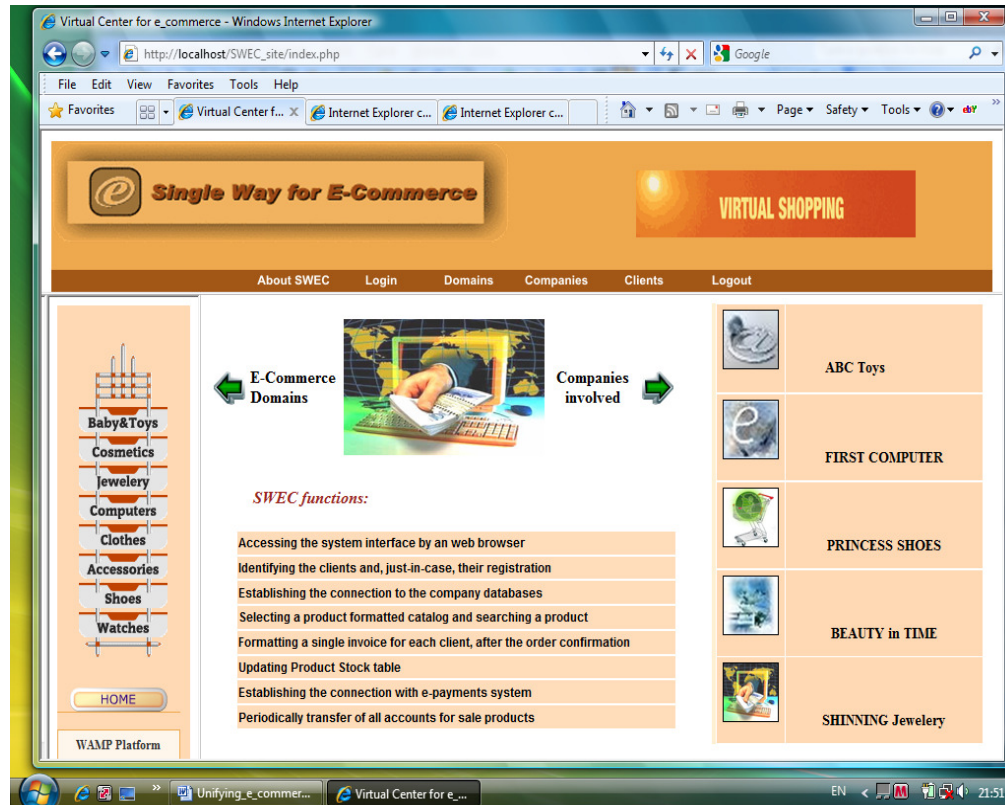 Virtual Center for e_commerce - Windows Internet Explorer
http://localhost/SWEC_site/index.php
Google
File Edit View Favorites Tools Help
Favorites
Virtual Center f... X
Internet Explorer c...
Internet Explorer c...
Page Safety Tools
ebY
»
e Single Way for E-Commerce
VIRTUAL SHOPPING
About SWEC Login Domains Companies Clients Logout
Baby&Toys
Cosmetics
Jewelery
Computers
Clothes
Accessories
Shoes
Watches
HOME
WAMP Platform
E-Commerce
Domains
Companies
involved
SWEC functions:
Accessing the system interface by an web browser
Identifying the clients and, just-in-case, their registration
Establishing the connection to the company databases
Selecting a product formatted catalog and searching a product
Formatting a single invoice for each client, after the order confirmation
Updating Product Stock table
Establishing the connection with e-payments system
Periodically transfer of all accounts for sale products
ABC Toys
FIRST COMPUTER
PRINCESS SHOES
BEAUTY in TIME
SHINNING Jewelery
» Unifying_e_commer... Virtual Center for e_... EN < M 21:51